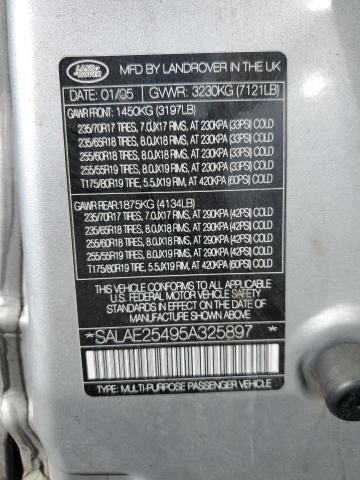 LAND ROVER
MFD BY LANDROVER IN THE UK
DATE: 01/05 GVWR: 3230KG (7121LB)
GAWR FRONT: 1450KG (3197LB)
235/70R17 TIRES, 7.0JX17 RIMS, AT 230KPA (33PSI) COLD
235/65R18 TIRES, 8.0JX18 RIMS, AT 230KPA (33PSI) COLD
255/60R18 TIRES, 8.0JX18 RIMS, AT 230KPA (33PSI) COLD
255/55R19 TIRES, 8.0JX19 RIMS, AT 230KPA (33PSI) COLD
T175/80R19 TIRE, 5.5JX19 RIM, AT 420KPA (60PSI) COLD
GAWR REAR:1875KG (4134LB)
235/70R17 TIRES, 7.0JX17 RIMS, AT 290KPA (42PSI) COLD
235/65R18 TIRES, 8.0JX18 RIMS, AT 290KPA (42PSI) COLD
255/60R18 TIRES, 8.0JX18 RIMS, AT 290KPA (42PSI) COLD
255/55R19 TIRES, 8.0JX19 RIMS, AT 290KPA (42PSI) COLD
T175/80R19 TIRE, 5.5JX19 RIM, AT 420KPA (60PSI) COLD
THIS VEHICLE CONFORMS TO ALL APPLICABLE
U.S. FEDERAL MOTOR VEHICLE SAFETY
STANDARDS IN EFFECT ON THE DATE OF
MANUFACTURE SHOWN ABOVE
*SALAE25495A325897*
TYPE: MULTI-PURPOSE PASSENGER VEHICLE